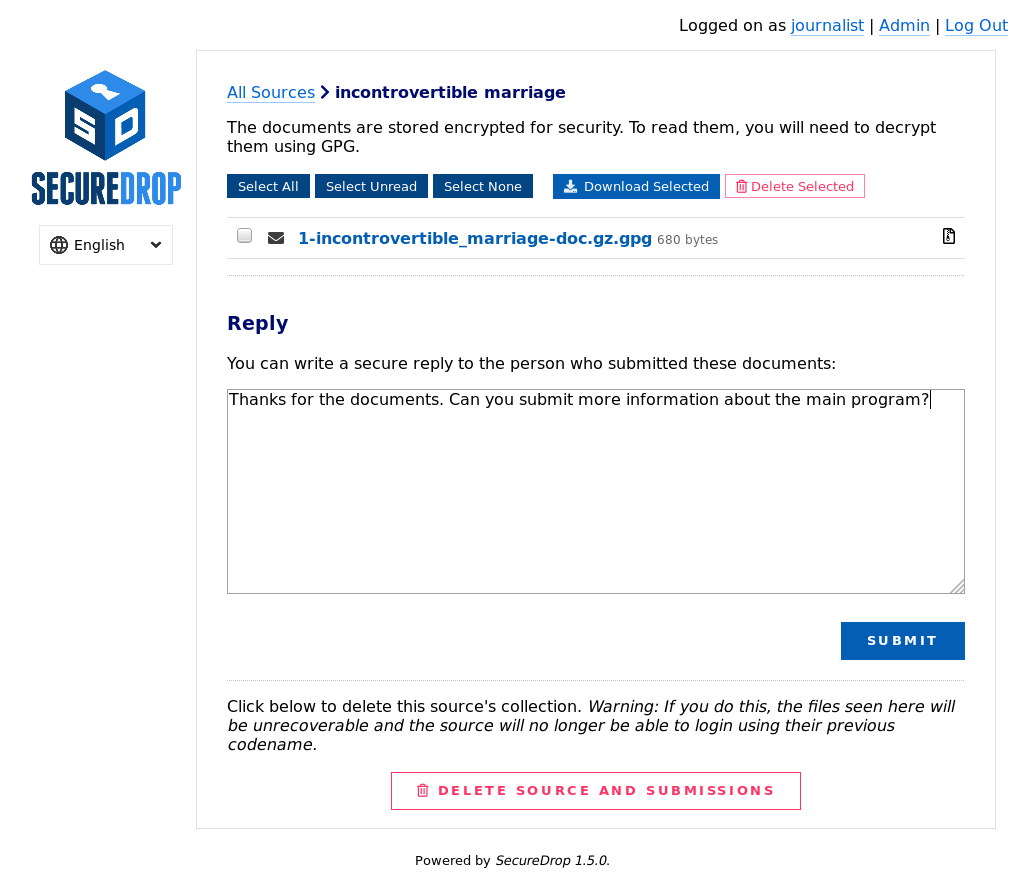 Logged on as journalist | Admin | Log Out
SECUREDROP
English
All Sources > incontrovertible marriage
The documents are stored encrypted for security. To read them, you will need to decrypt
them using GPG.
Select All Select Unread Select None Download Selected Delete Selected
1-incontrovertible_marriage-doc.gz.gpg 680 bytes
Reply
You can write a secure reply to the person who submitted these documents:
Thanks for the documents. Can you submit more information about the main program?
SUBMIT
Click below to delete this source's collection. Warning: If you do this, the files seen here will
be unrecoverable and the source will no longer be able to login using their previous
codename.
DELETE SOURCE AND SUBMISSIONS
Powered by SecureDrop 1.5.0.